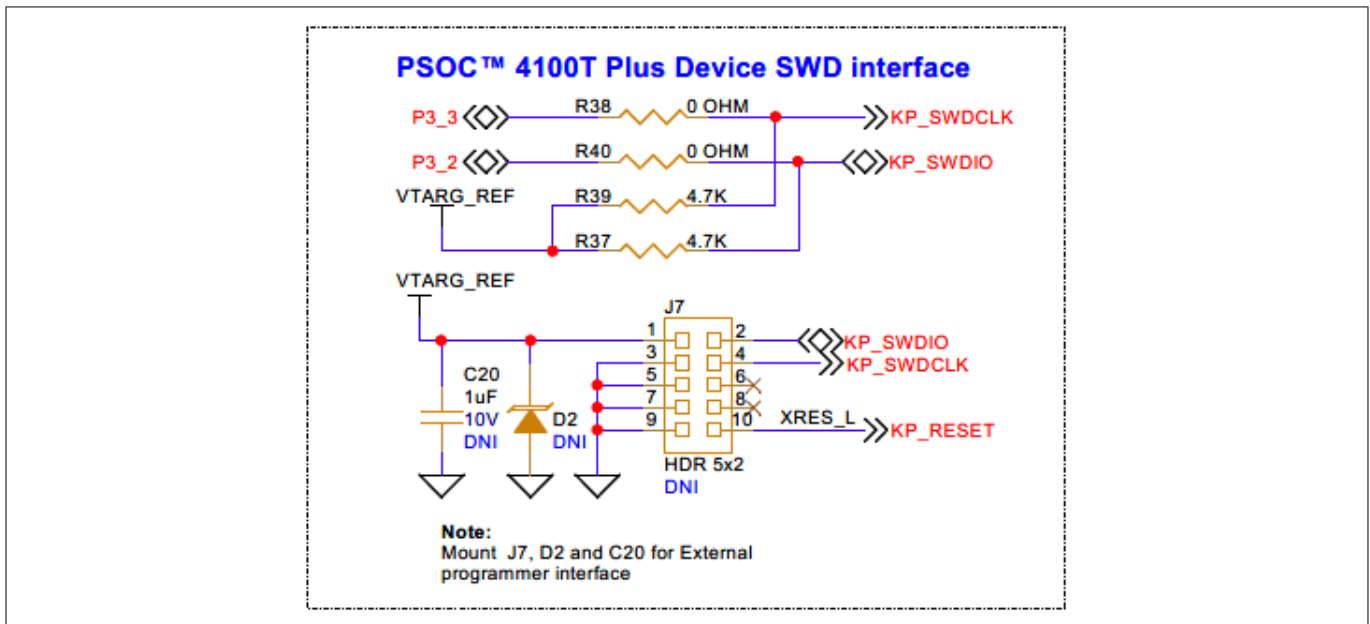 PSOC™ 4100T Plus Device SWD interface
P3_3 R38 0 OHM KP_SWDCLK
P3_2 R40 0 OHM KP_SWDIO
VTARG_REF R39 4.7K
R37 4.7K
VTARG_REF
J7
1 2 KP_SWDIO
3 4 KP_SWDCLK
5 6
7 8
9 10 XRES_L KP_RESET
C20
1uF
10V
DNI
D2
DNI
HDR 5x2
DNI
Note:
Mount J7, D2 and C20 for External
programmer interface